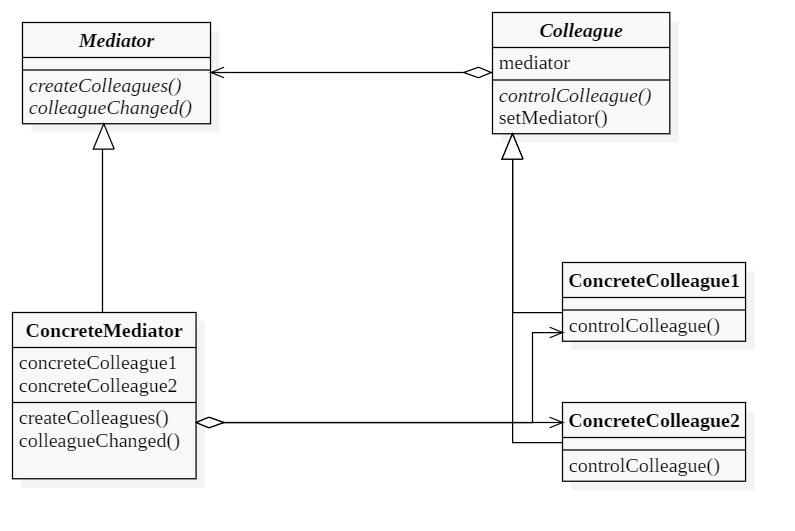 Mediator
createColleagues()
colleagueChanged()
Colleague
mediator
controlColleague()
setMediator()
ConcreteMediator
concreteColleague1
concreteColleague2
createColleagues()
colleagueChanged()
ConcreteColleague1
controlColleague()
ConcreteColleague2
controlColleague()